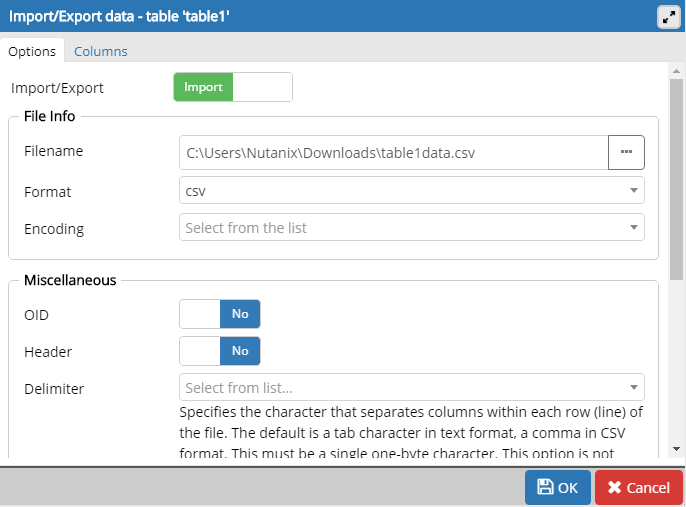 Import/Export data - table 'table1'
Options Columns
Import/Export Import
File Info
Filename C:\Users\Nutanix\Downloads\table1data.csv ...
Format csv
Encoding Select from the list
Miscellaneous
OID No
Header No
Delimiter Select from list...
Specifies the character that separates columns within each row (line) of
the file. The default is a tab character in text format, a comma in CSV
format. This must be a single one-byte character. This option is not
OK Cancel